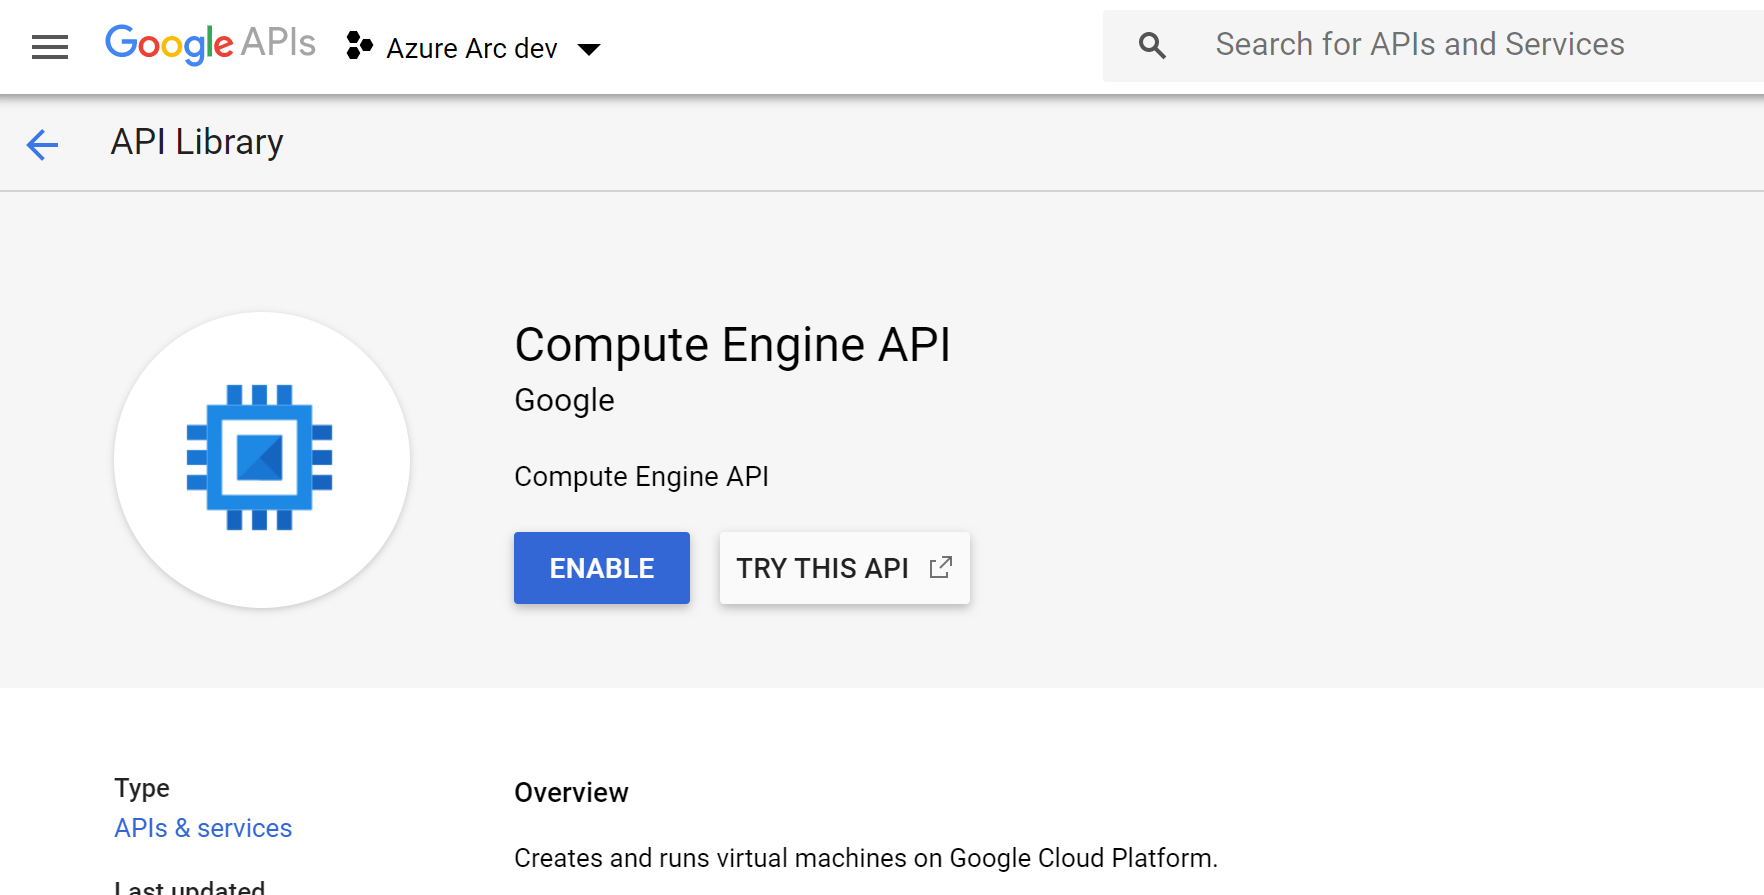 Google APIs
Azure Arc dev
Search for APIs and Services
API Library
Compute Engine API
Google
Compute Engine API
ENABLE
TRY THIS API
Type
APIs & services
Overview
Creates and runs virtual machines on Google Cloud Platform.
Last updated